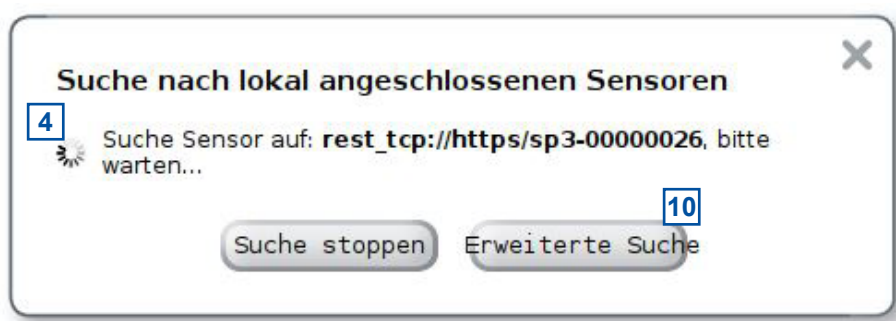 Suche nach lokal angeschlossenen Sensoren
4
Suche Sensor auf: rest_tcp://https/sp3-00000026, bitte
warten...
10
Suche stoppen Erweiterte Suche